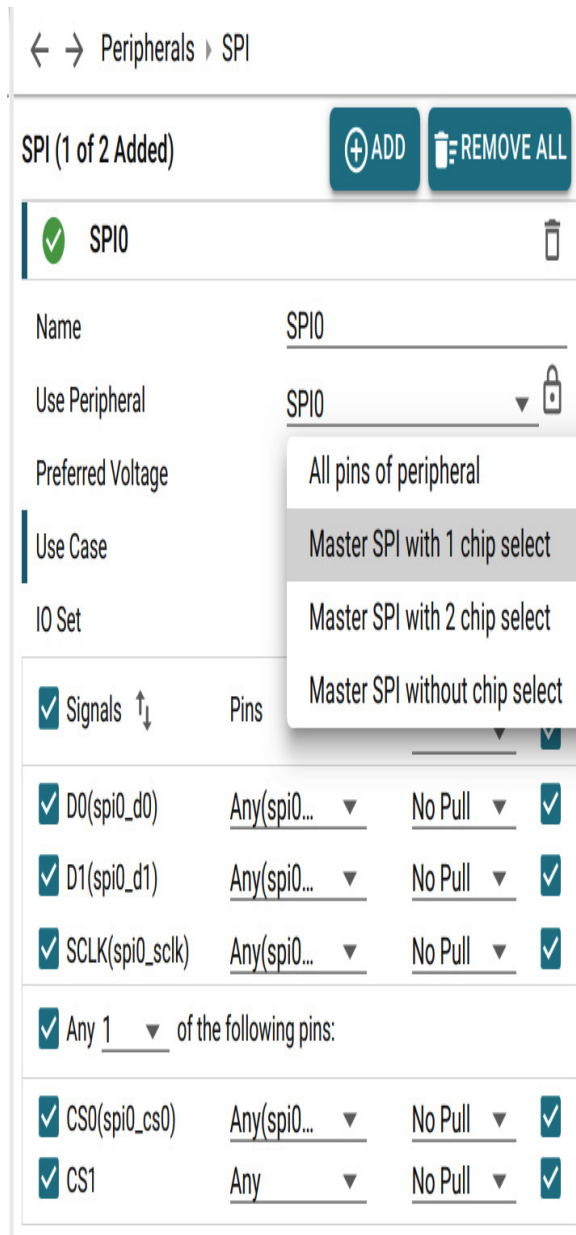 Peripherals SPI
SPI (1 of 2 Added) ADD REMOVE ALL
SPI0
Name SPI0
Use Peripheral SPI0
Preferred Voltage
All pins of peripheral
Use Case
Master SPI with 1 chip select
IO Set
Master SPI with 2 chip select
Master SPI without chip select
Signals Pins
D0(spi0_d0) Any(spi0... No Pull
D1(spi0_d1) Any(spi0... No Pull
SCLK(spi0_sclk) Any(spi0... No Pull
Any 1 of the following pins:
CS0(spi0_cs0) Any(spi0... No Pull
CS1 Any No Pull